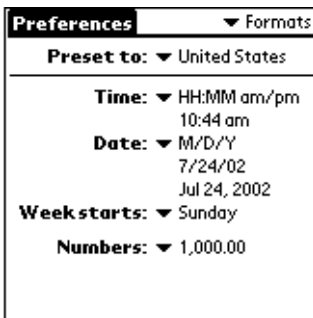 Preferences ▼ Formats
Preset to: ▼ United States
Time: ▼ HH:MM am/pm
10:44 am
Date: ▼ M/D/Y
7/24/02
Jul 24, 2002
Week starts: ▼ Sunday
Numbers: ▼ 1,000.00